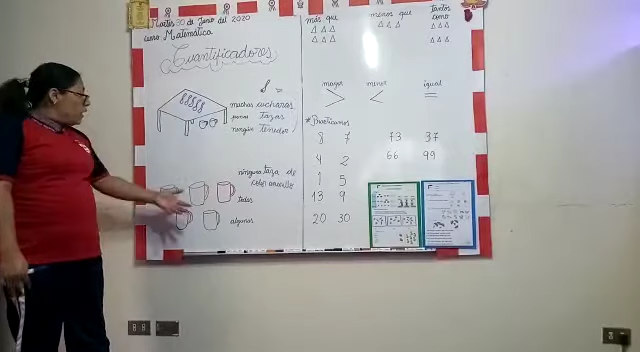 Martes 30 de Junio del 2020
curso Matemática
Cuantificadores
muchas cucharas
pocas tazas
ningún tenedor
ninguna taza de
color amarillo
todas
algunas
más que
menos que
tantos
como
mayor
menor
igual
>
<
=
* Practicamos
8 7
73 37
4 2
66 99
1 5
13 9
20 30